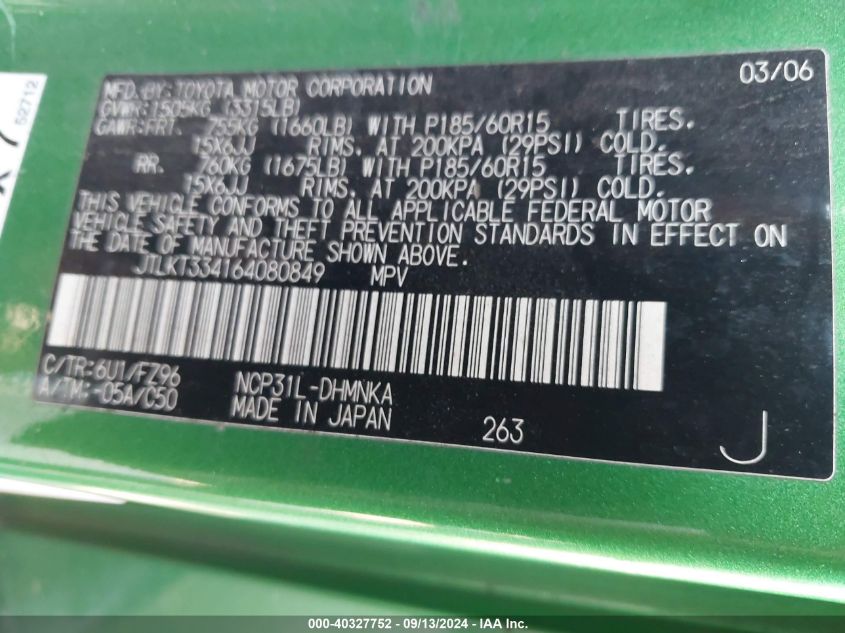 52712
03/06
MFD. BY: TOYOTA MOTOR CORPORATION
GVWR: 1505KG (3315LB)
GAWR: FRT. 755KG (1660LB) WITH P185/60R15 TIRES.
15X6JJ RIMS. AT 200KPA (29PSI) COLD.
RR. 760KG (1675LB) WITH P185/60R15 TIRES.
15X6JJ RIMS. AT 200KPA (29PSI) COLD.
THIS VEHICLE CONFORMS TO ALL APPLICABLE FEDERAL MOTOR
VEHICLE SAFETY AND THEFT PREVENTION STANDARDS IN EFFECT ON
THE DATE OF MANUFACTURE SHOWN ABOVE.
JTLKT334164080849 MPV
C/TR: 6U1/FZ96 NCP31L-DHMNKA
A/TM: -05A/C50 MADE IN JAPAN
263
J
000-40327752 - 09/13/2024 - IAAI.com